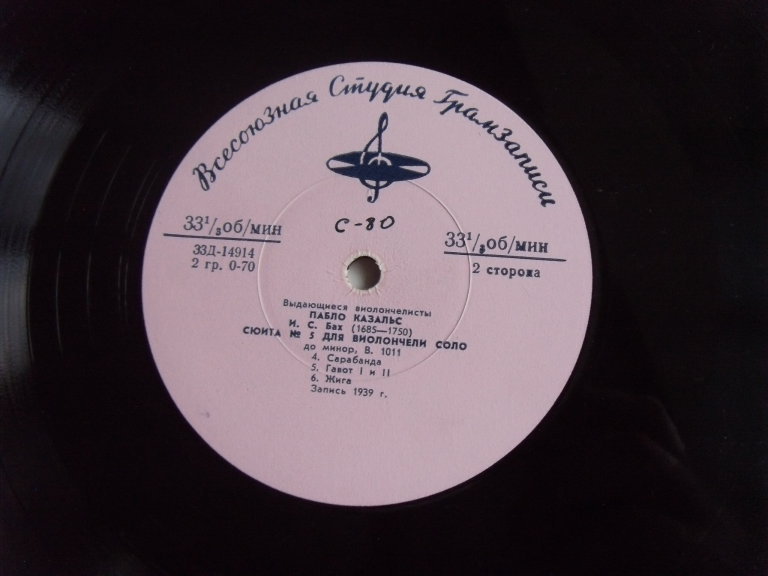 Всесоюзная Студия Грамзаписи
С-80
33¹/₃об/мин
33Д-14914
2 гр. 0-70
33¹/₃об/мин
2 сторона
Выдающиеся виолончелисты
ПАБЛО КАЗАЛЬС
И. С. Бах (1685—1750)
СЮИТА № 5 ДЛЯ ВИОЛОНЧЕЛИ СОЛО
до минор, B. 1011
4. Сарабанда
5. Гавот I и II
6. Жига
Запись 1939 г.